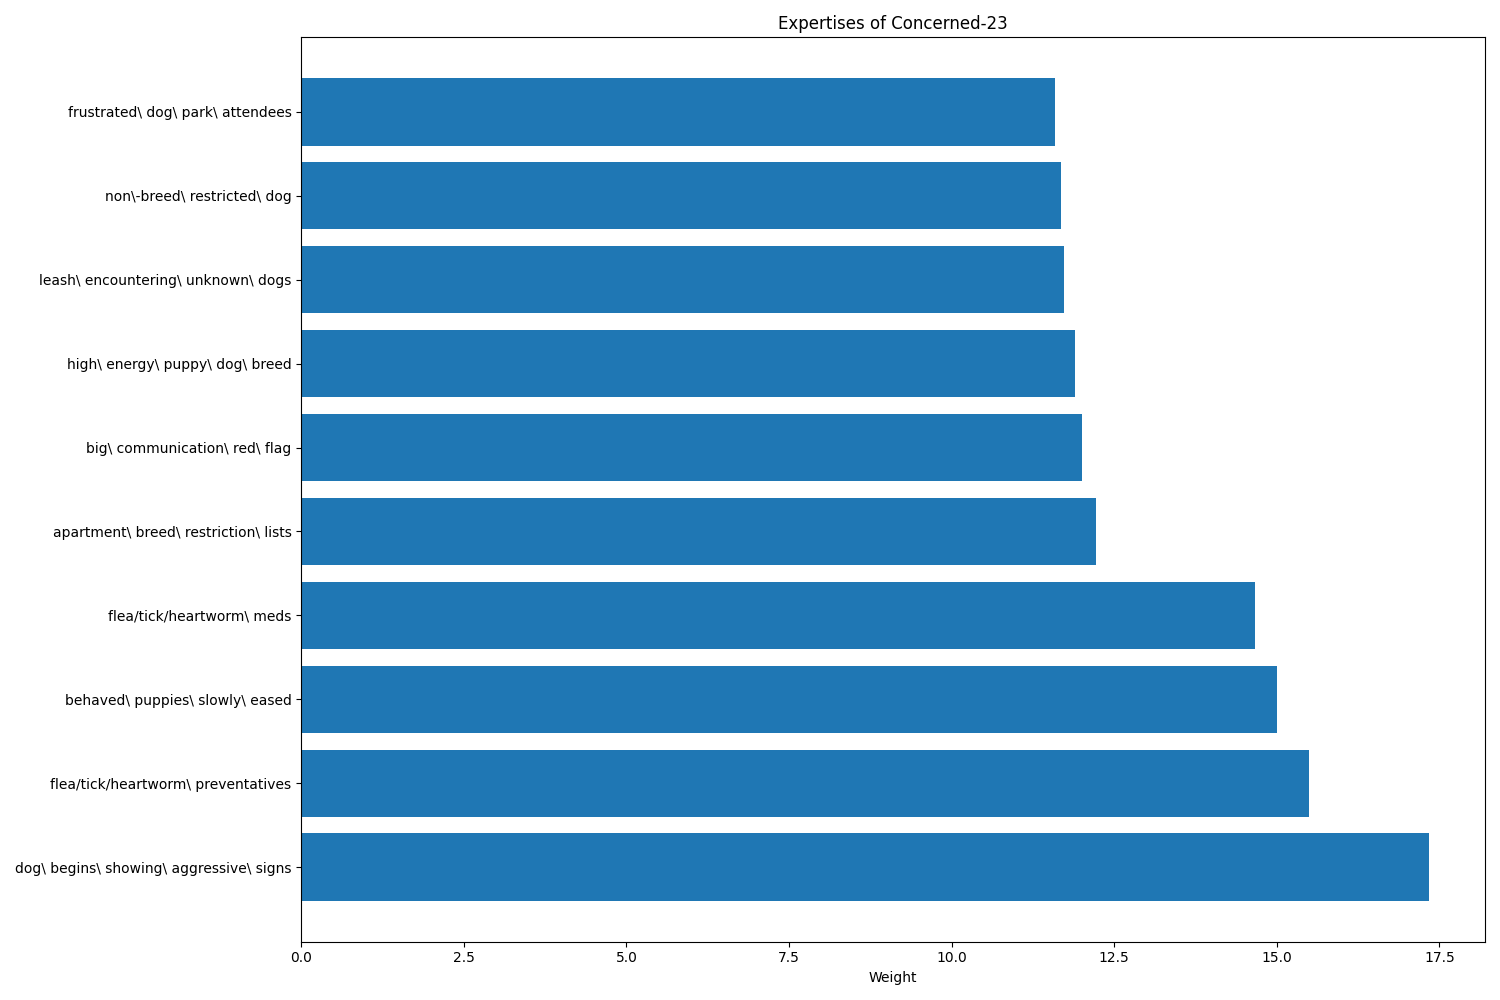 Expertises of Concerned-23
frustrated\ dog\ park\ attendees
non\-breed\ restricted\ dog
leash\ encountering\ unknown\ dogs
high\ energy\ puppy\ dog\ breed
big\ communication\ red\ flag
apartment\ breed\ restriction\ lists
flea/tick/heartworm\ meds
behaved\ puppies\ slowly\ eased
flea/tick/heartworm\ preventatives
dog\ begins\ showing\ aggressive\ signs
0.0 2.5 5.0 7.5 10.0 12.5 15.0 17.5
Weight